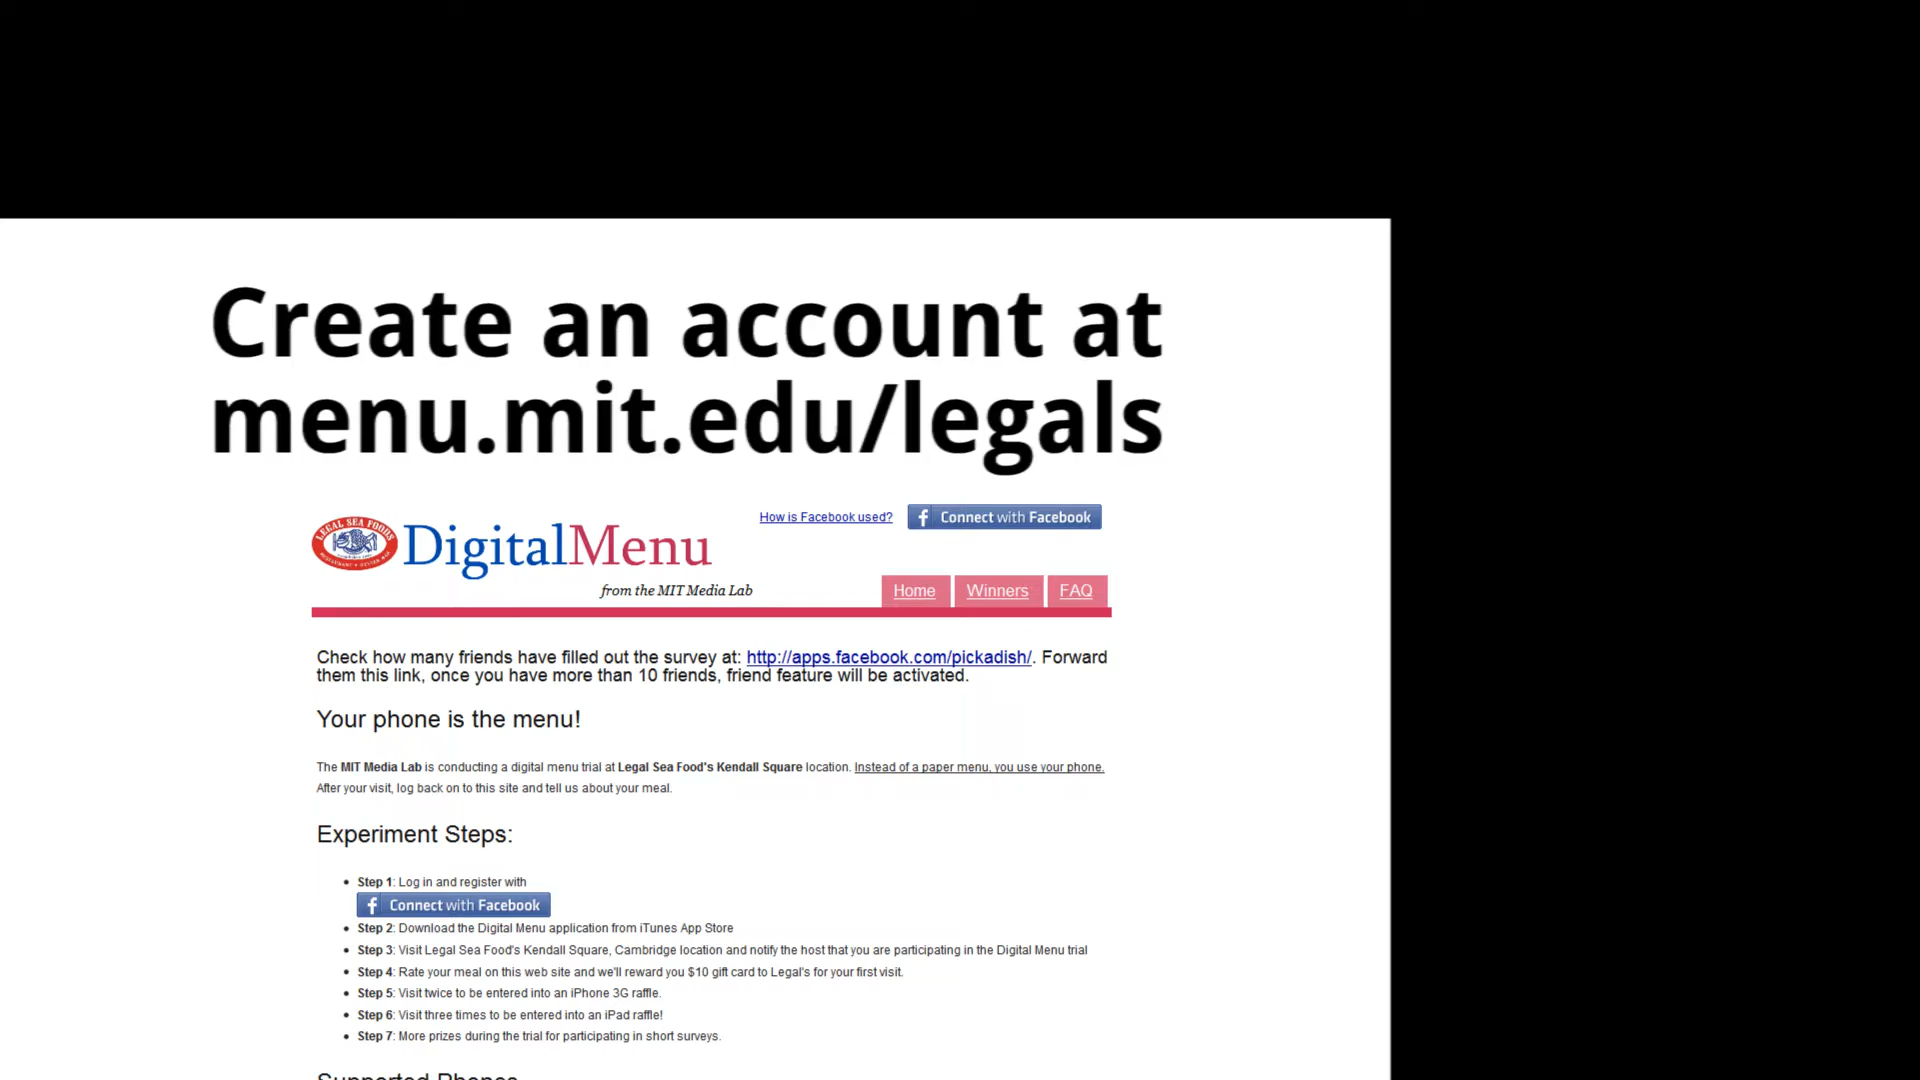 Create an account at
menu.mit.edu/legals
How is Facebook used?
Connect with Facebook
LEGAL SEA FOODS
DigitalMenu
from the MIT Media Lab
Home
Winners
FAQ
Check how many friends have filled out the survey at: http://apps.facebook.com/pickadish/. Forward
them this link, once you have more than 10 friends, friend feature will be activated.
Your phone is the menu!
The MIT Media Lab is conducting a digital menu trial at Legal Sea Food's Kendall Square location. Instead of a paper menu, you use your phone.
After your visit, log back on to this site and tell us about your meal.
Experiment Steps:
• Step 1: Log in and register with
Connect with Facebook
• Step 2: Download the Digital Menu application from iTunes App Store
• Step 3: Visit Legal Sea Food's Kendall Square, Cambridge location and notify the host that you are participating in the Digital Menu trial
• Step 4: Rate your meal on this web site and we'll reward you $10 gift card to Legal's for your first visit.
• Step 5: Visit twice to be entered into an iPhone 3G raffle.
• Step 6: Visit three times to be entered into an iPad raffle!
• Step 7: More prizes during the trial for participating in short surveys.
Supported Phones